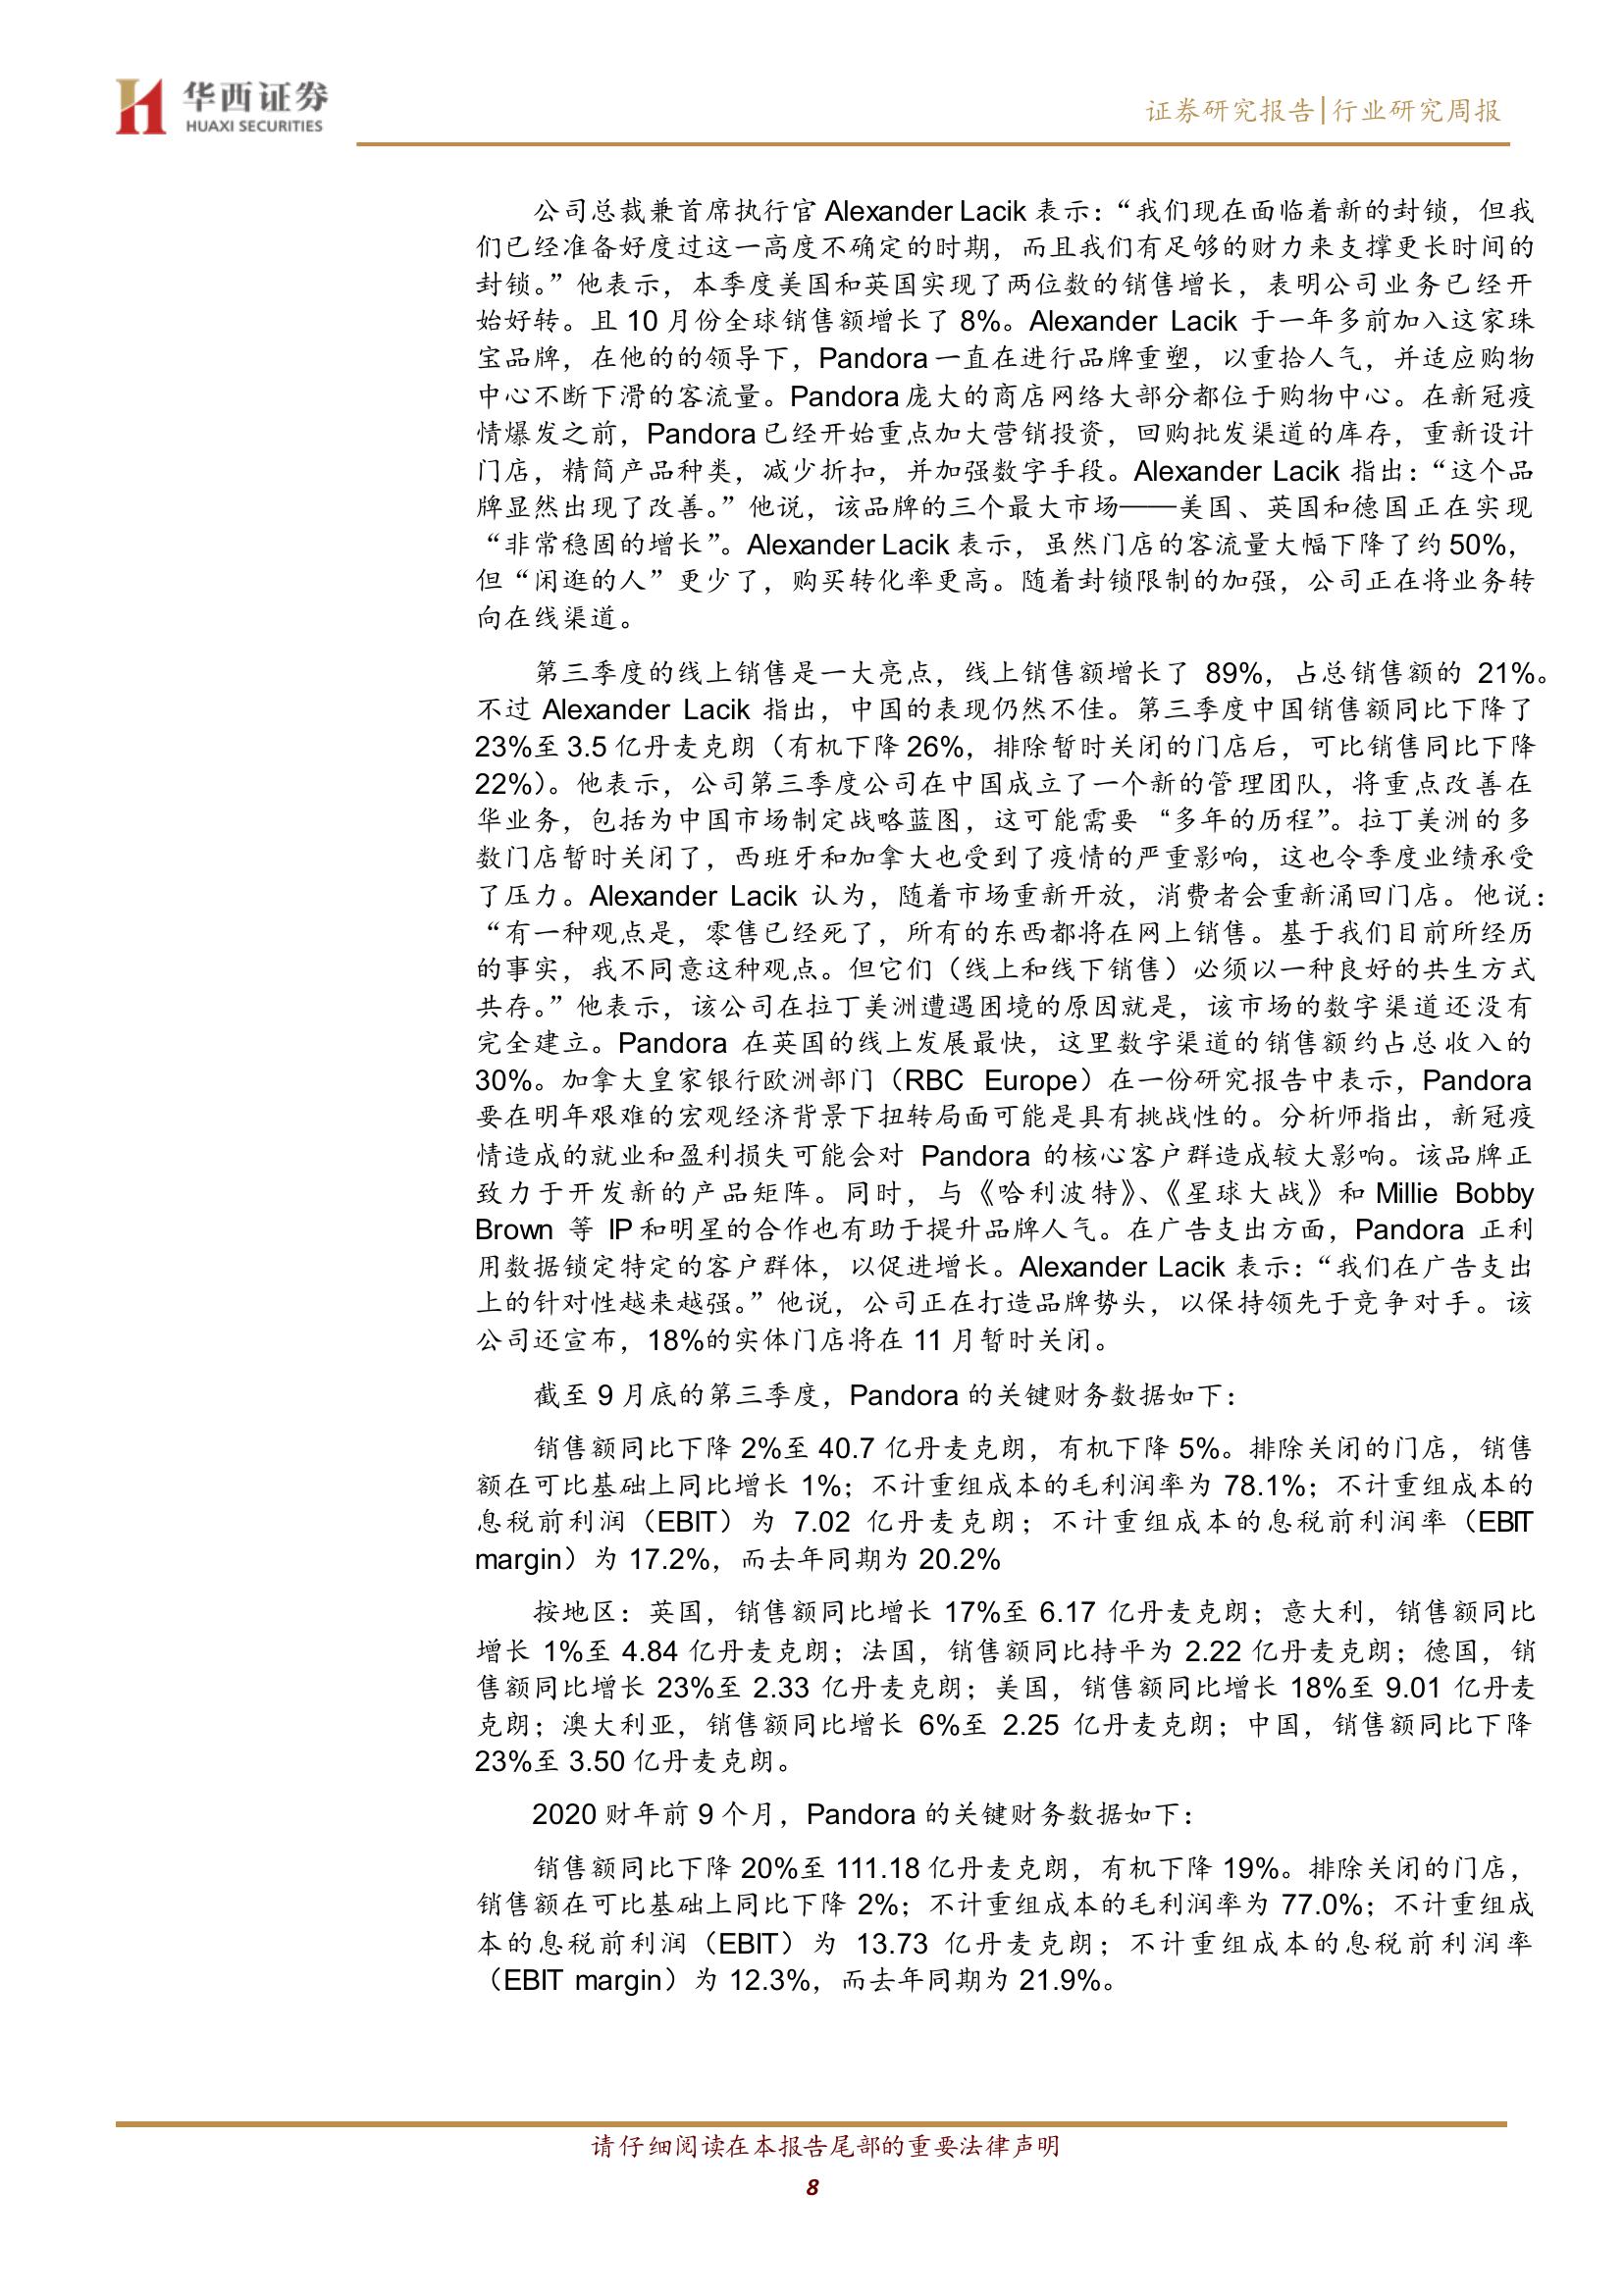 华西证券
HUAXI SECURITIES
证券研究报告|行业研究周报
公司总裁兼首席执行官 Alexander Lacik 表示：“我们现在面临着新的封锁，但我
们已经准备好度过这一高度不确定的时期，而且我们有足够的财力来支撑更长时间的
封锁。”他表示，本季度美国和英国实现了两位数的销售增长，表明公司业务已经开
始好转。且 10 月份全球销售额增长了 8%。Alexander Lacik 于一年多前加入这家珠
宝品牌，在他的的领导下，Pandora 一直在进行品牌重塑，以重拾人气，并适应购物
中心不断下滑的客流量。Pandora 庞大的商店网络大部分都位于购物中心。在新冠疫
情爆发之前，Pandora 已经开始重点加大营销投资，回购批发渠道的库存，重新设计
门店，精简产品种类，减少折扣，并加强数字手段。Alexander Lacik 指出：“这个品
牌显然出现了改善。”他说，该品牌的三个最大市场——美国、英国和德国正在实现
“非常稳固的增长”。Alexander Lacik 表示，虽然门店的客流量大幅下降了约 50%，
但“闲逛的人”更少了，购买转化率更高。随着封锁限制的加强，公司正在将业务转
向在线渠道。
第三季度的线上销售是一大亮点，线上销售额增长了 89%，占总销售额的 21%。
不过 Alexander Lacik 指出，中国的表现仍然不佳。第三季度中国销售额同比下降了
23%至 3.5 亿丹麦克朗（有机下降 26%，排除暂时关闭的门店后，可比销售同比下降
22%）。他表示，公司第三季度公司在中国成立了一个新的管理团队，将重点改善在
华业务，包括为中国市场制定战略蓝图，这可能需要 “多年的历程”。拉丁美洲的多
数门店暂时关闭了，西班牙和加拿大也受到了疫情的严重影响，这也令季度业绩承受
了压力。Alexander Lacik 认为，随着市场重新开放，消费者会重新涌回门店。他说：
“有一种观点是，零售已经死了，所有的东西都将在网上销售。基于我们目前所经历
的事实，我不同意这种观点。但它们（线上和线下销售）必须以一种良好的共生方式
共存。”他表示，该公司在拉丁美洲遭遇困境的原因就是，该市场的数字渠道还没有
完全建立。Pandora 在英国的线上发展最快，这里数字渠道的销售额约占总收入的
30%。加拿大皇家银行欧洲部门（RBC Europe）在一份研究报告中表示，Pandora
要在明年艰难的宏观经济背景下扭转局面可能是具有挑战性的。分析师指出，新冠疫
情造成的就业和盈利损失可能会对 Pandora 的核心客户群造成较大影响。该品牌正
致力于开发新的产品矩阵。同时，与《哈利波特》、《星球大战》和 Millie Bobby
Brown 等 IP 和明星的合作也有助于提升品牌人气。在广告支出方面，Pandora 正利
用数据锁定特定的客户群体，以促进增长。Alexander Lacik 表示：“我们在广告支出
上的针对性越来越强。”他说，公司正在打造品牌势头，以保持领先于竞争对手。该
公司还宣布，18%的实体门店将在 11 月暂时关闭。
截至 9 月底的第三季度，Pandora 的关键财务数据如下：
销售额同比下降 2%至 40.7 亿丹麦克朗，有机下降 5%。排除关闭的门店，销售
额在可比基础上同比增长 1%；不计重组成本的毛利润率为 78.1%；不计重组成本的
息税前利润（EBIT）为 7.02 亿丹麦克朗；不计重组成本的息税前利润率（EBIT
margin）为 17.2%，而去年同期为 20.2%
按地区：英国，销售额同比增长 17%至 6.17 亿丹麦克朗；意大利，销售额同比
增长 1%至 4.84 亿丹麦克朗；法国，销售额同比持平为 2.22 亿丹麦克朗；德国，销
售额同比增长 23%至 2.33 亿丹麦克朗；美国，销售额同比增长 18%至 9.01 亿丹麦
克朗；澳大利亚，销售额同比增长 6%至 2.25 亿丹麦克朗；中国，销售额同比下降
23%至 3.50 亿丹麦克朗。
2020 财年前 9 个月，Pandora 的关键财务数据如下：
销售额同比下降 20%至 111.18 亿丹麦克朗，有机下降 19%。排除关闭的门店，
销售额在可比基础上同比下降 2%；不计重组成本的毛利润率为 77.0%；不计重组成
本的息税前利润（EBIT）为 13.73 亿丹麦克朗；不计重组成本的息税前利润率
（EBIT margin）为 12.3%，而去年同期为 21.9%。
请仔细阅读在本报告尾部的重要法律声明
8